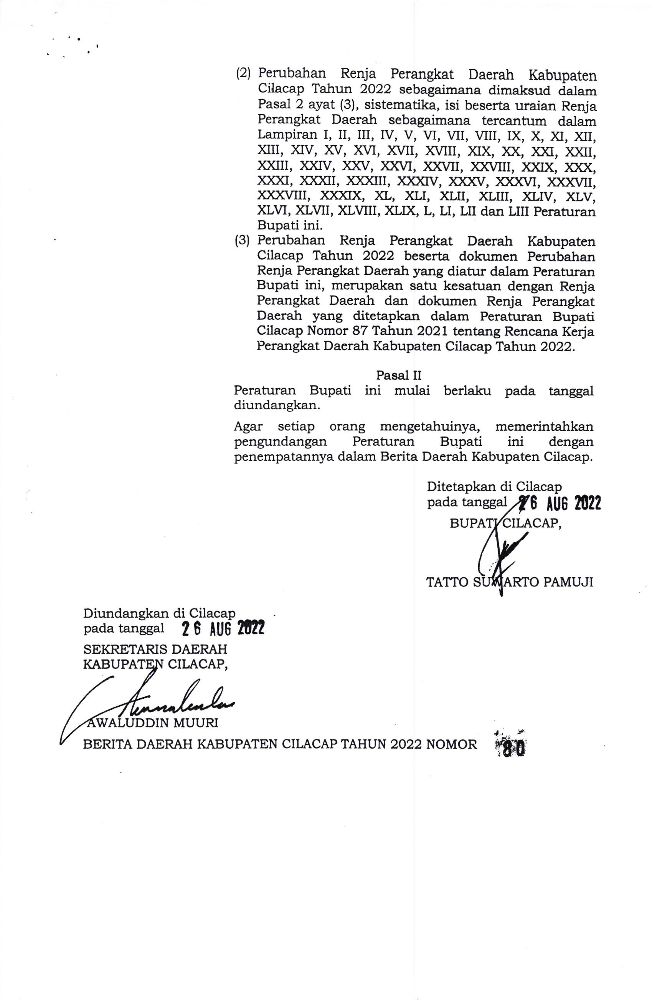 (2) Perubahan Renja Perangkat Daerah Kabupaten
Cilacap Tahun 2022 sebagaimana dimaksud dalam
Pasal 2 ayat (3), sistematika, isi beserta uraian Renja
Perangkat Daerah sebagaimana tercantum dalam
Lampiran I, II, III, IV, V, VI, VII, VIII, IX, X, XI, XII,
XIII, XIV, XV, XVI, XVII, XVIII, XIX, XX, XXI, XXII,
XXIII, XXIV, XXV, XXVI, XXVII, XXVIII, XXIX, XXX,
XXXI, XXXII, XXXIII, XXXIV, XXXV, XXXVI, XXXVII,
XXXVIII, XXXIX, XL, XLI, XLII, XLIII, XLIV, XLV,
XLVI, XLVII, XLVIII, XLIX, L, LI, LII dan LIII Peraturan
Bupati ini.
(3) Perubahan Renja Perangkat Daerah Kabupaten
Cilacap Tahun 2022 beserta dokumen Perubahan
Renja Perangkat Daerah yang diatur dalam Peraturan
Bupati ini, merupakan satu kesatuan dengan Renja
Perangkat Daerah dan dokumen Renja Perangkat
Daerah yang ditetapkan dalam Peraturan Bupati
Cilacap Nomor 87 Tahun 2021 tentang Rencana Kerja
Perangkat Daerah Kabupaten Cilacap Tahun 2022.
Pasal II
Peraturan Bupati ini mulai berlaku pada tanggal
diundangkan.
Agar setiap orang mengetahuinya, memerintahkan
pengundangan Peraturan Bupati ini dengan
penempatannya dalam Berita Daerah Kabupaten Cilacap.
Ditetapkan di Cilacap
pada tanggal 26 AUG 2022
BUPATI CILACAP,
TATTO SUWARTO PAMUJI
Diundangkan di Cilacap
pada tanggal 26 AUG 2022
SEKRETARIS DAERAH
KABUPATEN CILACAP,
AWALUDDIN MUURI
BERITA DAERAH KABUPATEN CILACAP TAHUN 2022 NOMOR 80